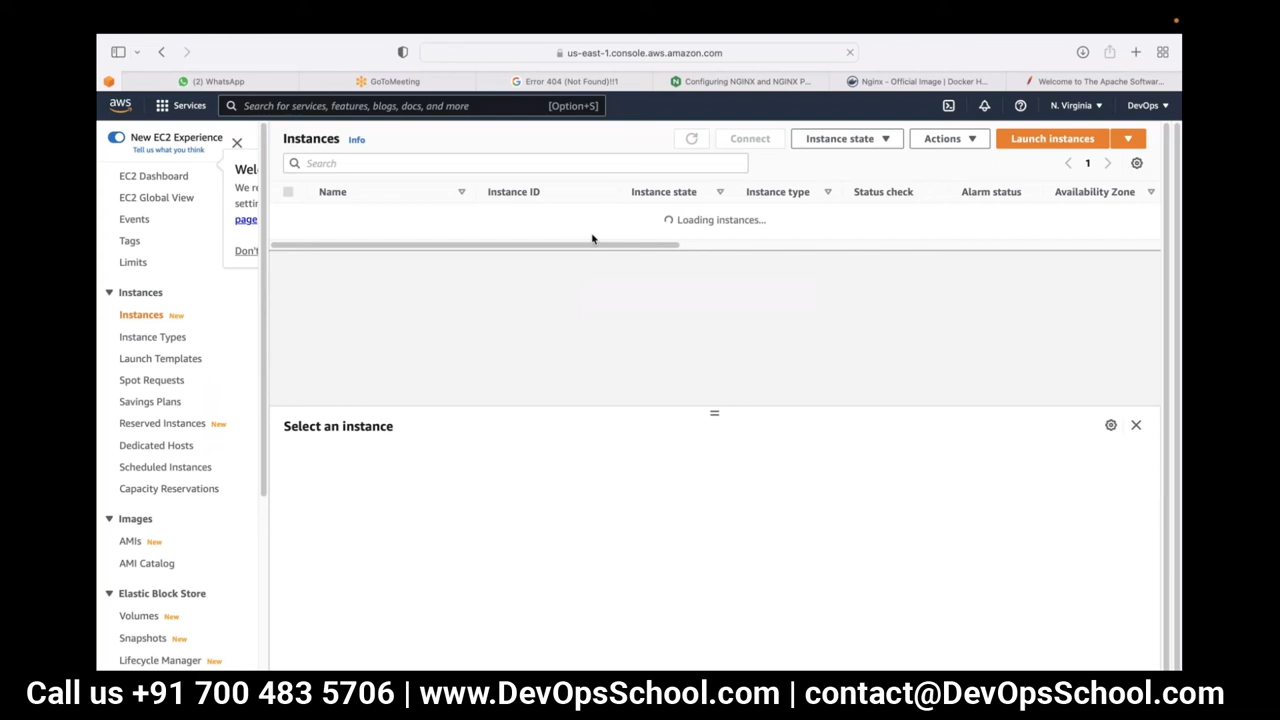 us-east-1.console.aws.amazon.com
(2) WhatsApp
GoToMeeting
Error 404 (Not Found)!!1
Configuring NGINX and NGINX P...
Nginx - Official Image | Docker H...
Welcome to The Apache Softwar...
aws
Services
Search for services, features, blogs, docs, and more
[Option+S]
N. Virginia
DevOps
New EC2 Experience
Tell us what you think
Wel
We re
settin
page
Don't
EC2 Dashboard
EC2 Global View
Events
Tags
Limits
Instances
Instances New
Instance Types
Launch Templates
Spot Requests
Savings Plans
Reserved Instances New
Dedicated Hosts
Scheduled Instances
Capacity Reservations
Images
AMIs New
AMI Catalog
Elastic Block Store
Volumes New
Snapshots New
Lifecycle Manager New
Instances Info
Connect
Instance state
Actions
Launch instances
Search
1
Name
Instance ID
Instance state
Instance type
Status check
Alarm status
Availability Zone
Loading instances...
Select an instance
Call us +91 700 483 5706 | www.DevOpsSchool.com | contact@DevOpsSchool.com